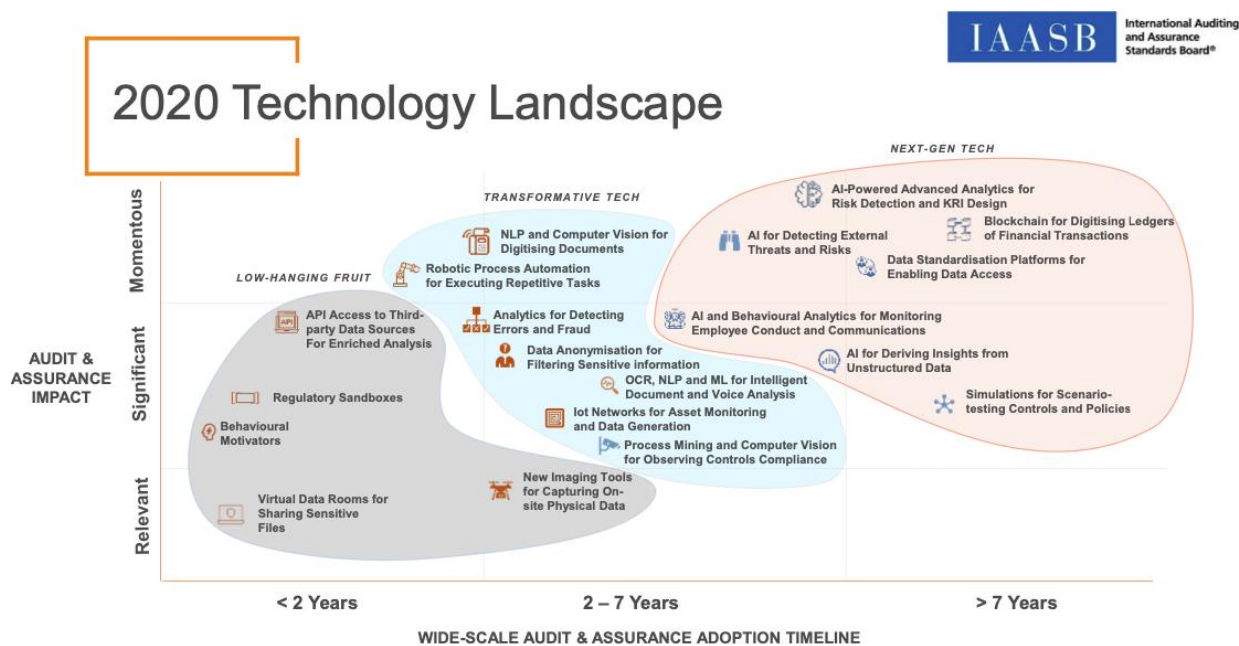 IAASB
International Auditing
and Assurance
Standards Board®
2020 Technology Landscape
NEXT-GEN TECH
TRANSFORMATIVE TECH
LOW-HANGING FRUIT
AUDIT &
ASSURANCE
IMPACT
Momentous
Significant
Relevant
AI-Powered Advanced Analytics for
Risk Detection and KRI Design
Blockchain for Digitising Ledgers
of Financial Transactions
AI for Detecting External
Threats and Risks
Data Standardisation Platforms for
Enabling Data Access
NLP and Computer Vision for
Digitising Documents
Robotic Process Automation
for Executing Repetitive Tasks
API
API Access to Third-
party Data Sources
For Enriched Analysis
Analytics for Detecting
Errors and Fraud
AI and Behavioural Analytics for Monitoring
Employee Conduct and Communications
Data Anonymisation for
Filtering Sensitive information
AI for Deriving Insights from
Unstructured Data
OCR, NLP and ML for Intelligent
Document and Voice Analysis
Regulatory Sandboxes
Simulations for Scenario-
testing Controls and Policies
Iot Networks for Asset Monitoring
and Data Generation
Behavioural
Motivators
Process Mining and Computer Vision
for Observing Controls Compliance
New Imaging Tools
for Capturing On-
site Physical Data
Virtual Data Rooms for
Sharing Sensitive
Files
< 2 Years
2 – 7 Years
> 7 Years
WIDE-SCALE AUDIT & ASSURANCE ADOPTION TIMELINE